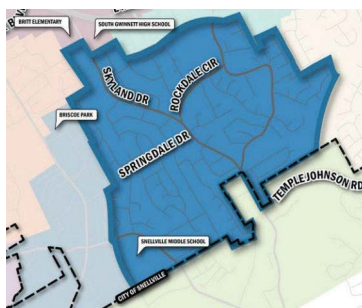 BRITT ELEMENTARY
SOUTH GWINNETT HIGH SCHOOL
SKYLAND DR
ROCKDALE CIR
BRISCOE PARK
SPRINGDALE DR
TEMPLE JOHNSON RD
SNELLVILLE MIDDLE SCHOOL
CITY OF SNELLVILLE